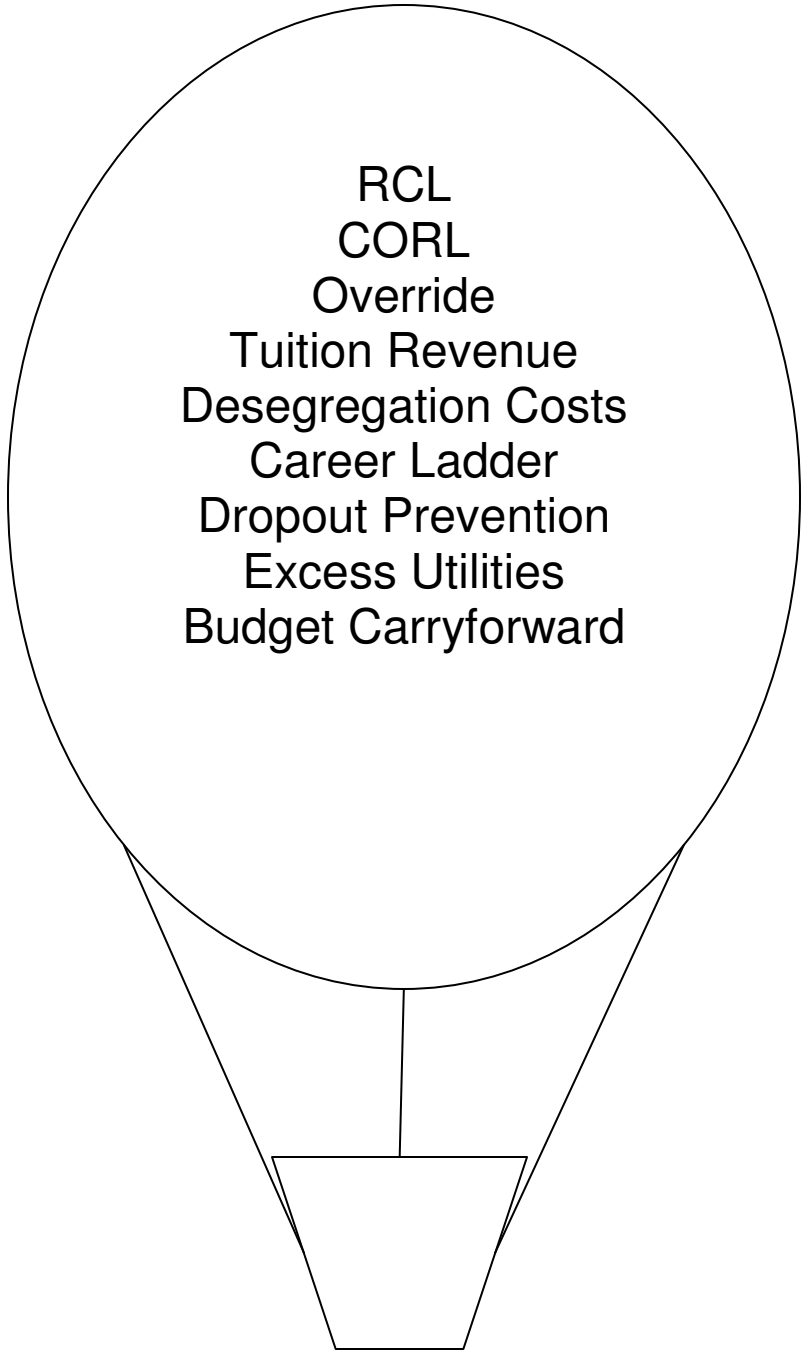 RCL
CORL
Override
Tuition Revenue
Desegregation Costs
Career Ladder
Dropout Prevention
Excess Utilities
Budget Carryforward